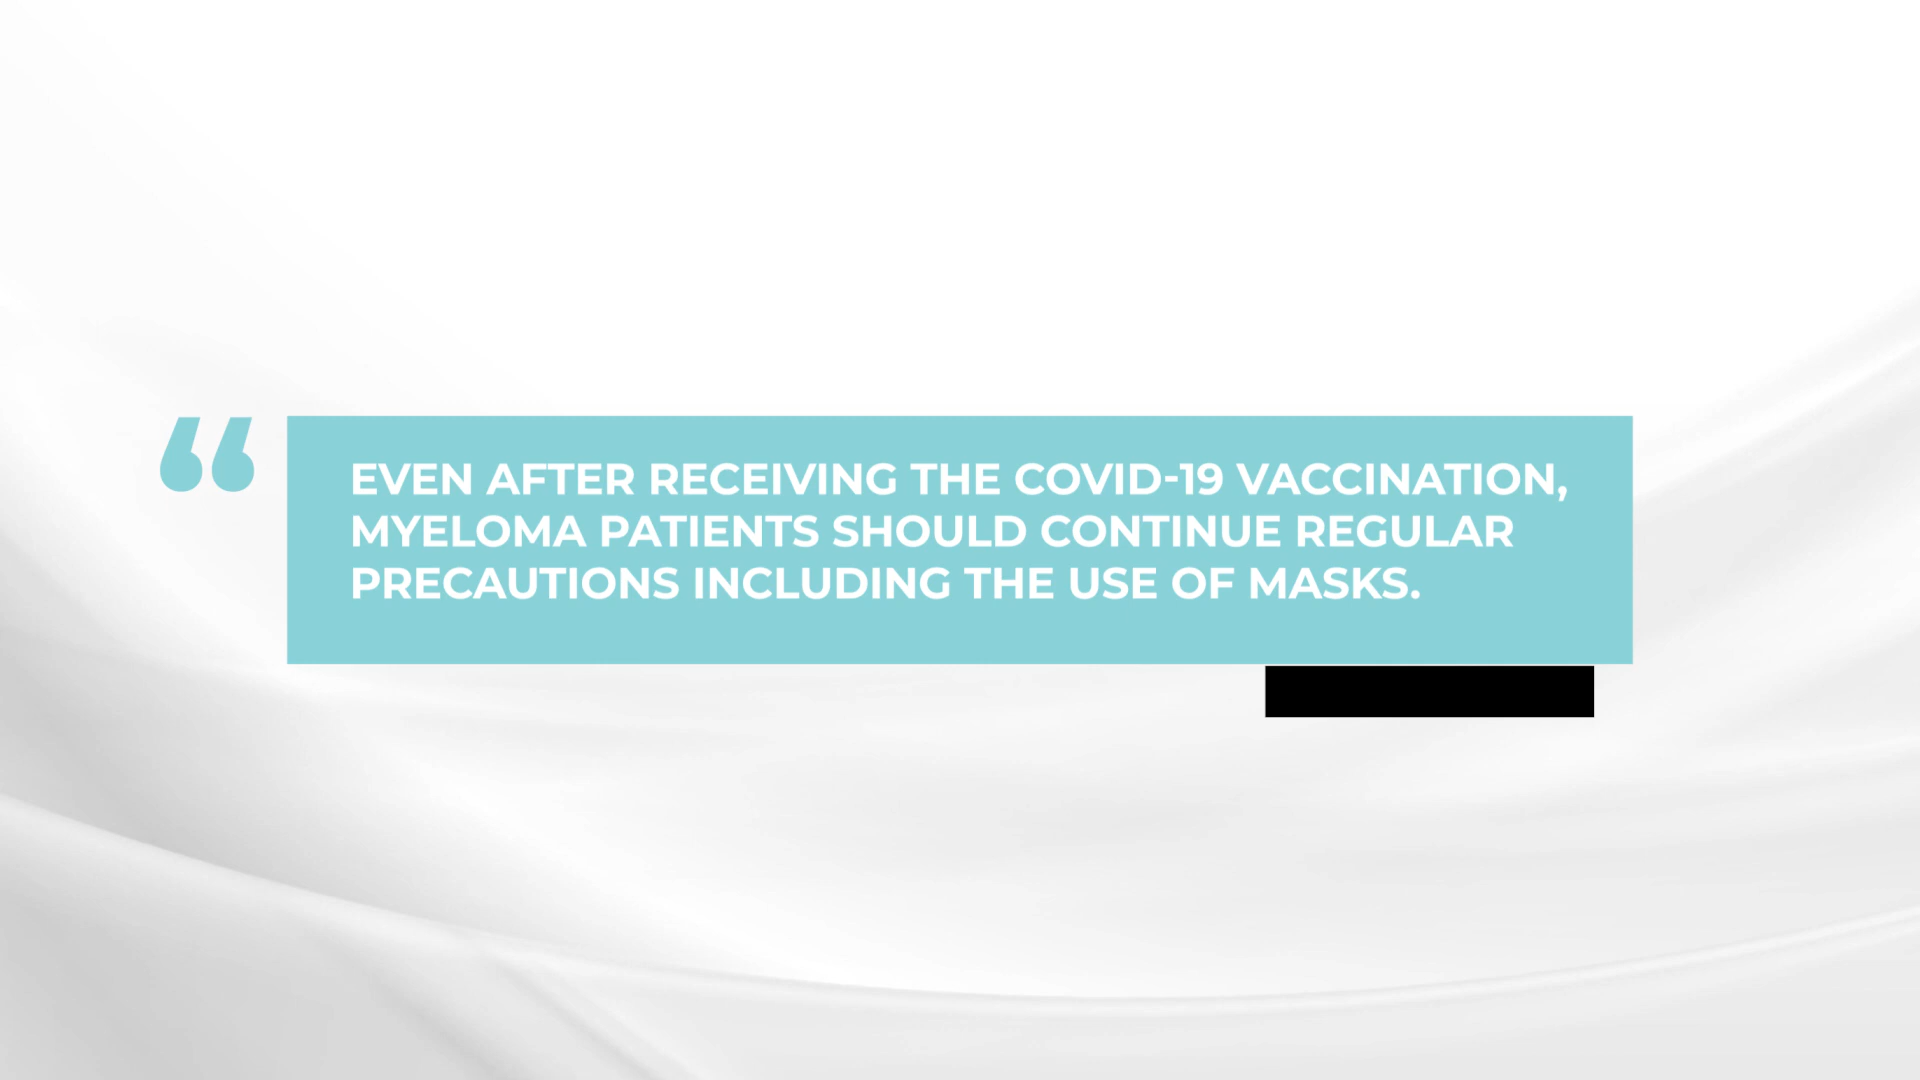 “
EVEN AFTER RECEIVING THE COVID-19 VACCINATION,
MYELOMA PATIENTS SHOULD CONTINUE REGULAR
PRECAUTIONS INCLUDING THE USE OF MASKS.